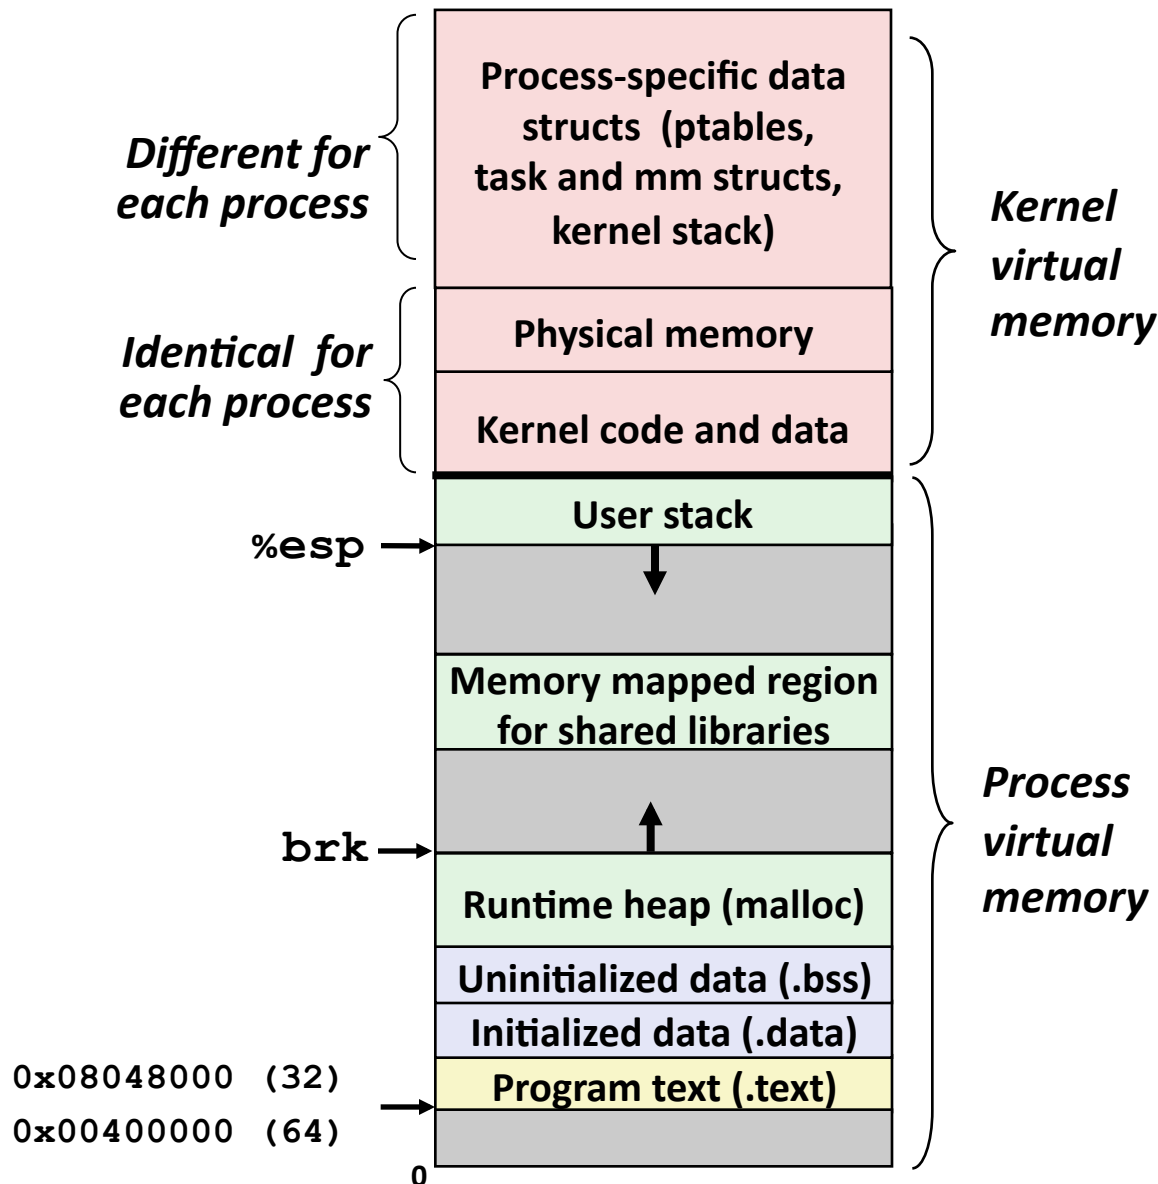 Process-specific data
structs (ptables,
task and mm structs,
kernel stack)
Different for
each process
Kernel
virtual
memory
Physical memory
Identical for
each process
Kernel code and data
User stack
%esp
Memory mapped region
for shared libraries
Process
virtual
memory
brk
Runtime heap (malloc)
Uninitialized data (.bss)
Initialized data (.data)
Program text (.text)
0x08048000 (32)
0x00400000 (64)
0